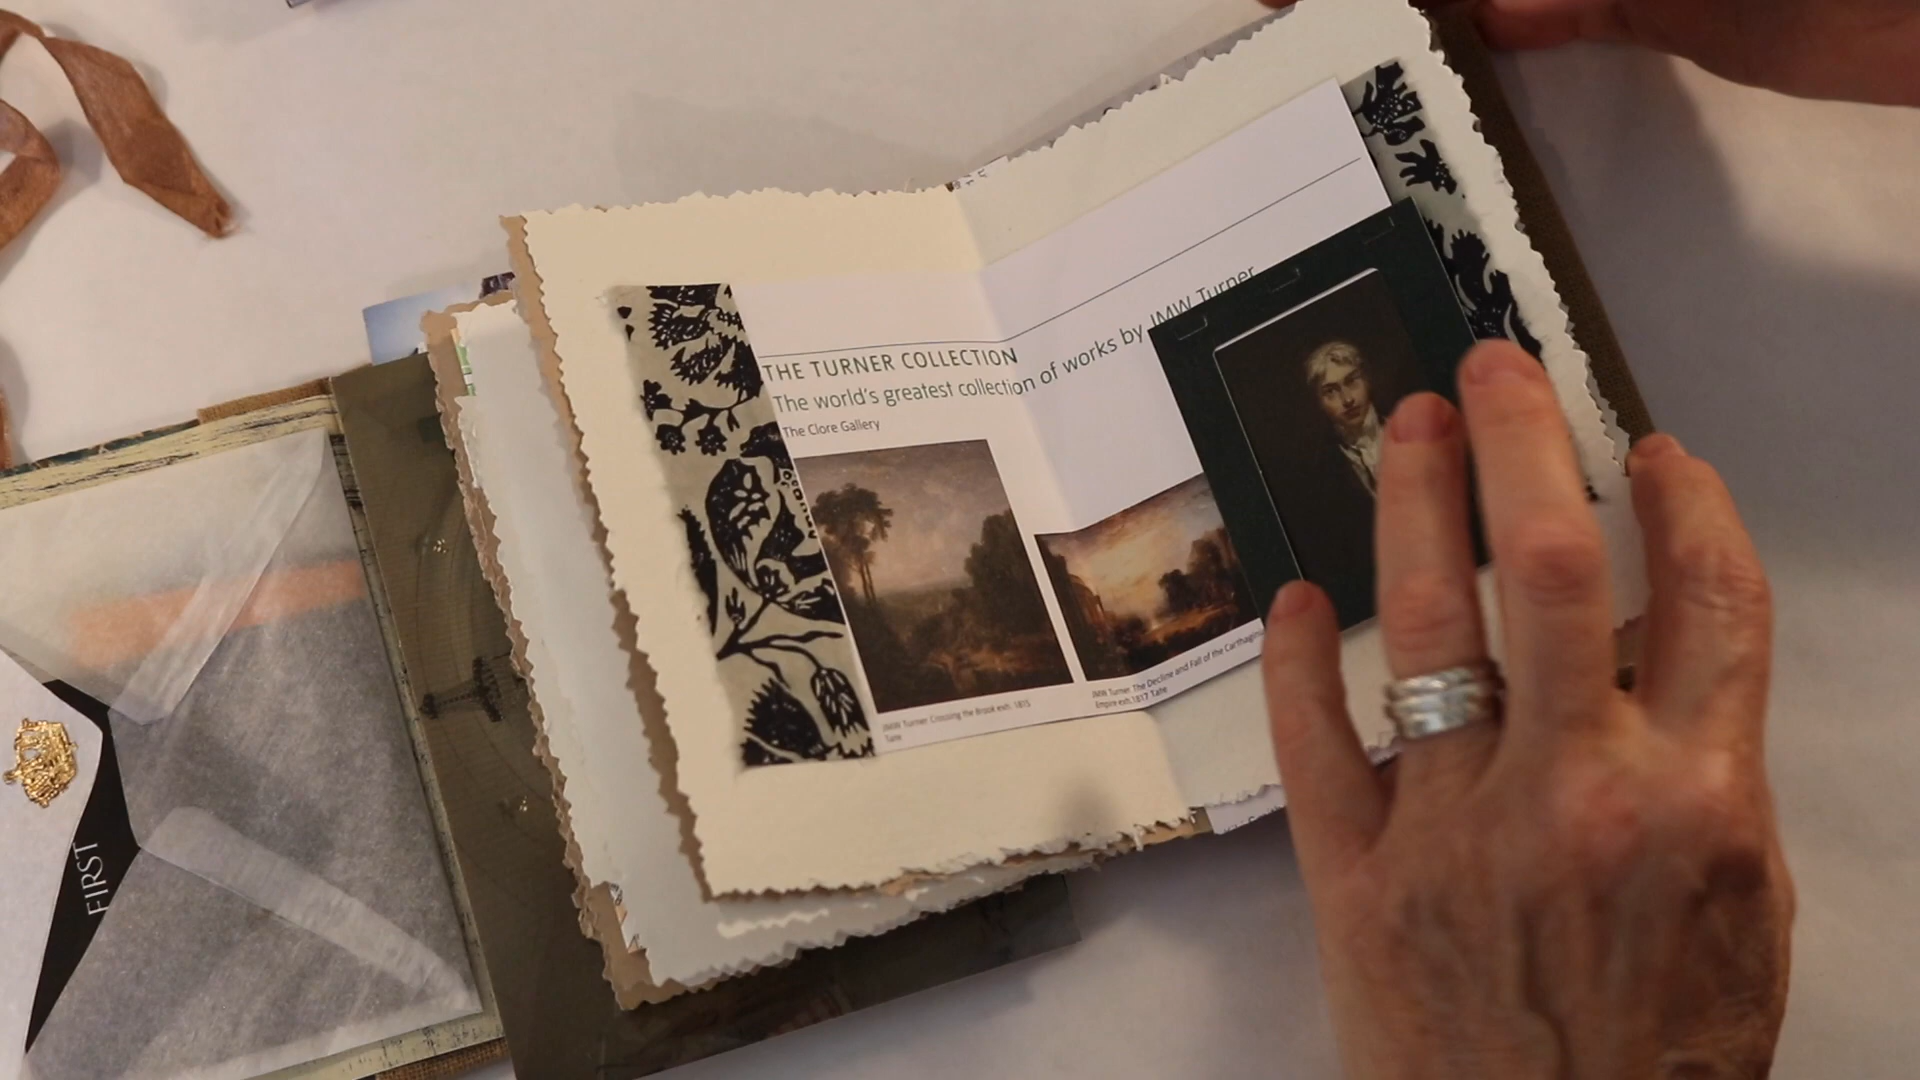 THE TURNER COLLECTION
The world's greatest collection of works by JMW Turner
The Clore Gallery
JMW Turner Crossing the Brook exh. 1815
Tate
JMW Turner The Decline and Fall of the Carthagin
Empire exh.1817 Tate
FIRST